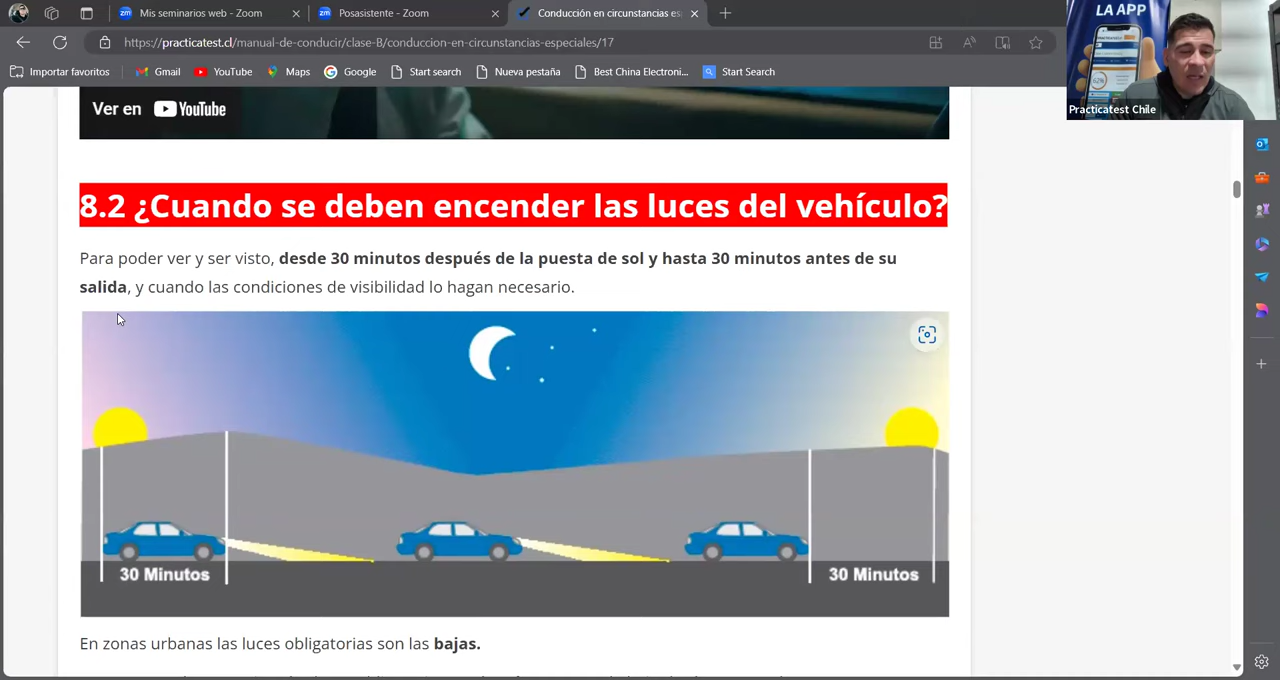 Mis seminarios web - Zoom
Posasistente - Zoom
Conducción en circunstancias es
https://practicatest.cl/manual-de-conducir/clase-B/conduccion-en-circunstancias-especiales/17
Importar favoritos
Gmail
YouTube
Maps
Google
Start search
Nueva pestaña
Best China Electroni...
Start Search
LA APP
62%
Practicatest Chile
Ver en YouTube
8.2 ¿Cuando se deben encender las luces del vehículo?
Para poder ver y ser visto, desde 30 minutos después de la puesta de sol y hasta 30 minutos antes de su
salida, y cuando las condiciones de visibilidad lo hagan necesario.
30 Minutos
30 Minutos
En zonas urbanas las luces obligatorias son las bajas.